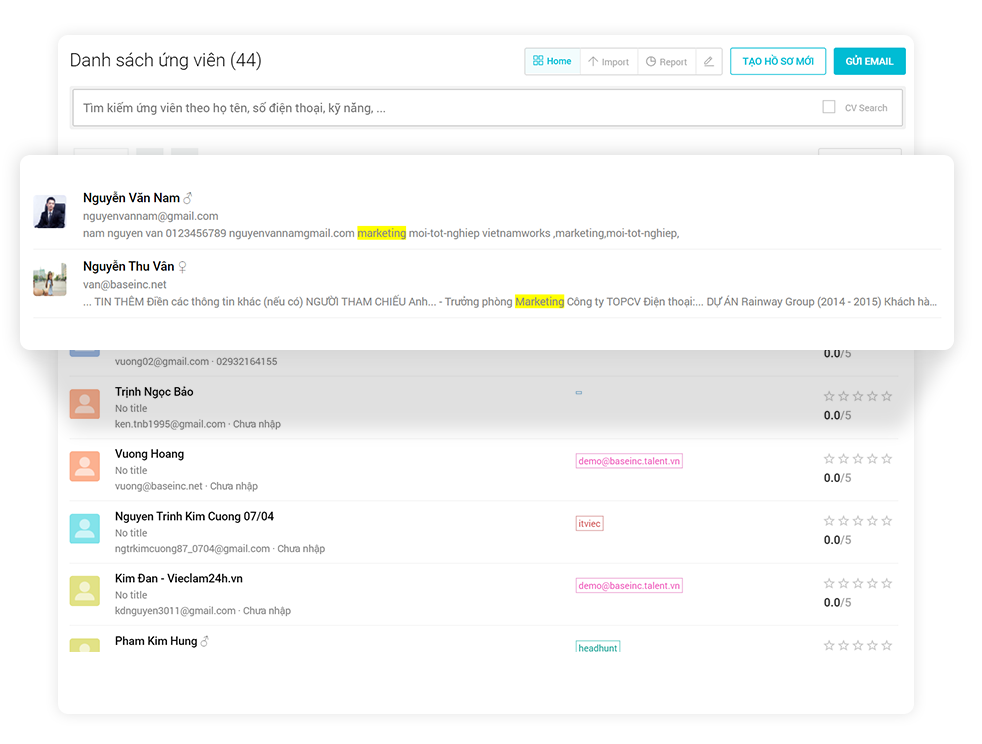 Danh sách ứng viên (44)
Home
Import
Report
TẠO HỒ SƠ MỚI
GỬI EMAIL
Tìm kiếm ứng viên theo họ tên, số điện thoại, kỹ năng, ...
CV Search
Nguyễn Văn Nam
nguyenvannam@gmail.com
nam nguyen van 0123456789 nguyenvannamgmail.com marketing moi-tot-nghiep vietnamworks ,marketing,moi-tot-nghiep,
Nguyễn Thu Vân
van@baseinc.net
... TIN THÊM Điền các thông tin khác (nếu có) NGƯỜI THAM CHIẾU Anh... - Trưởng phòng Marketing Công ty TOPCV Điện thoại:... DỰ ÁN Rainway Group (2014 - 2015) Khách hà...
vuong02@gmail.com · 02932164155
0.0/5
Trịnh Ngọc Bảo
No title
ken.tnb1995@gmail.com · Chưa nhập
0.0/5
Vuong Hoang
No title
vuong@baseinc.net · Chưa nhập
demo@baseinc.talent.vn
0.0/5
Nguyen Trinh Kim Cuong 07/04
No title
ngtrkimcuong87_0704@gmail.com · Chưa nhập
itviec
0.0/5
Kim Đan - Vieclam24h.vn
No title
kdnguyen3011@gmail.com · Chưa nhập
demo@baseinc.talent.vn
0.0/5
Pham Kim Hung
headhunt